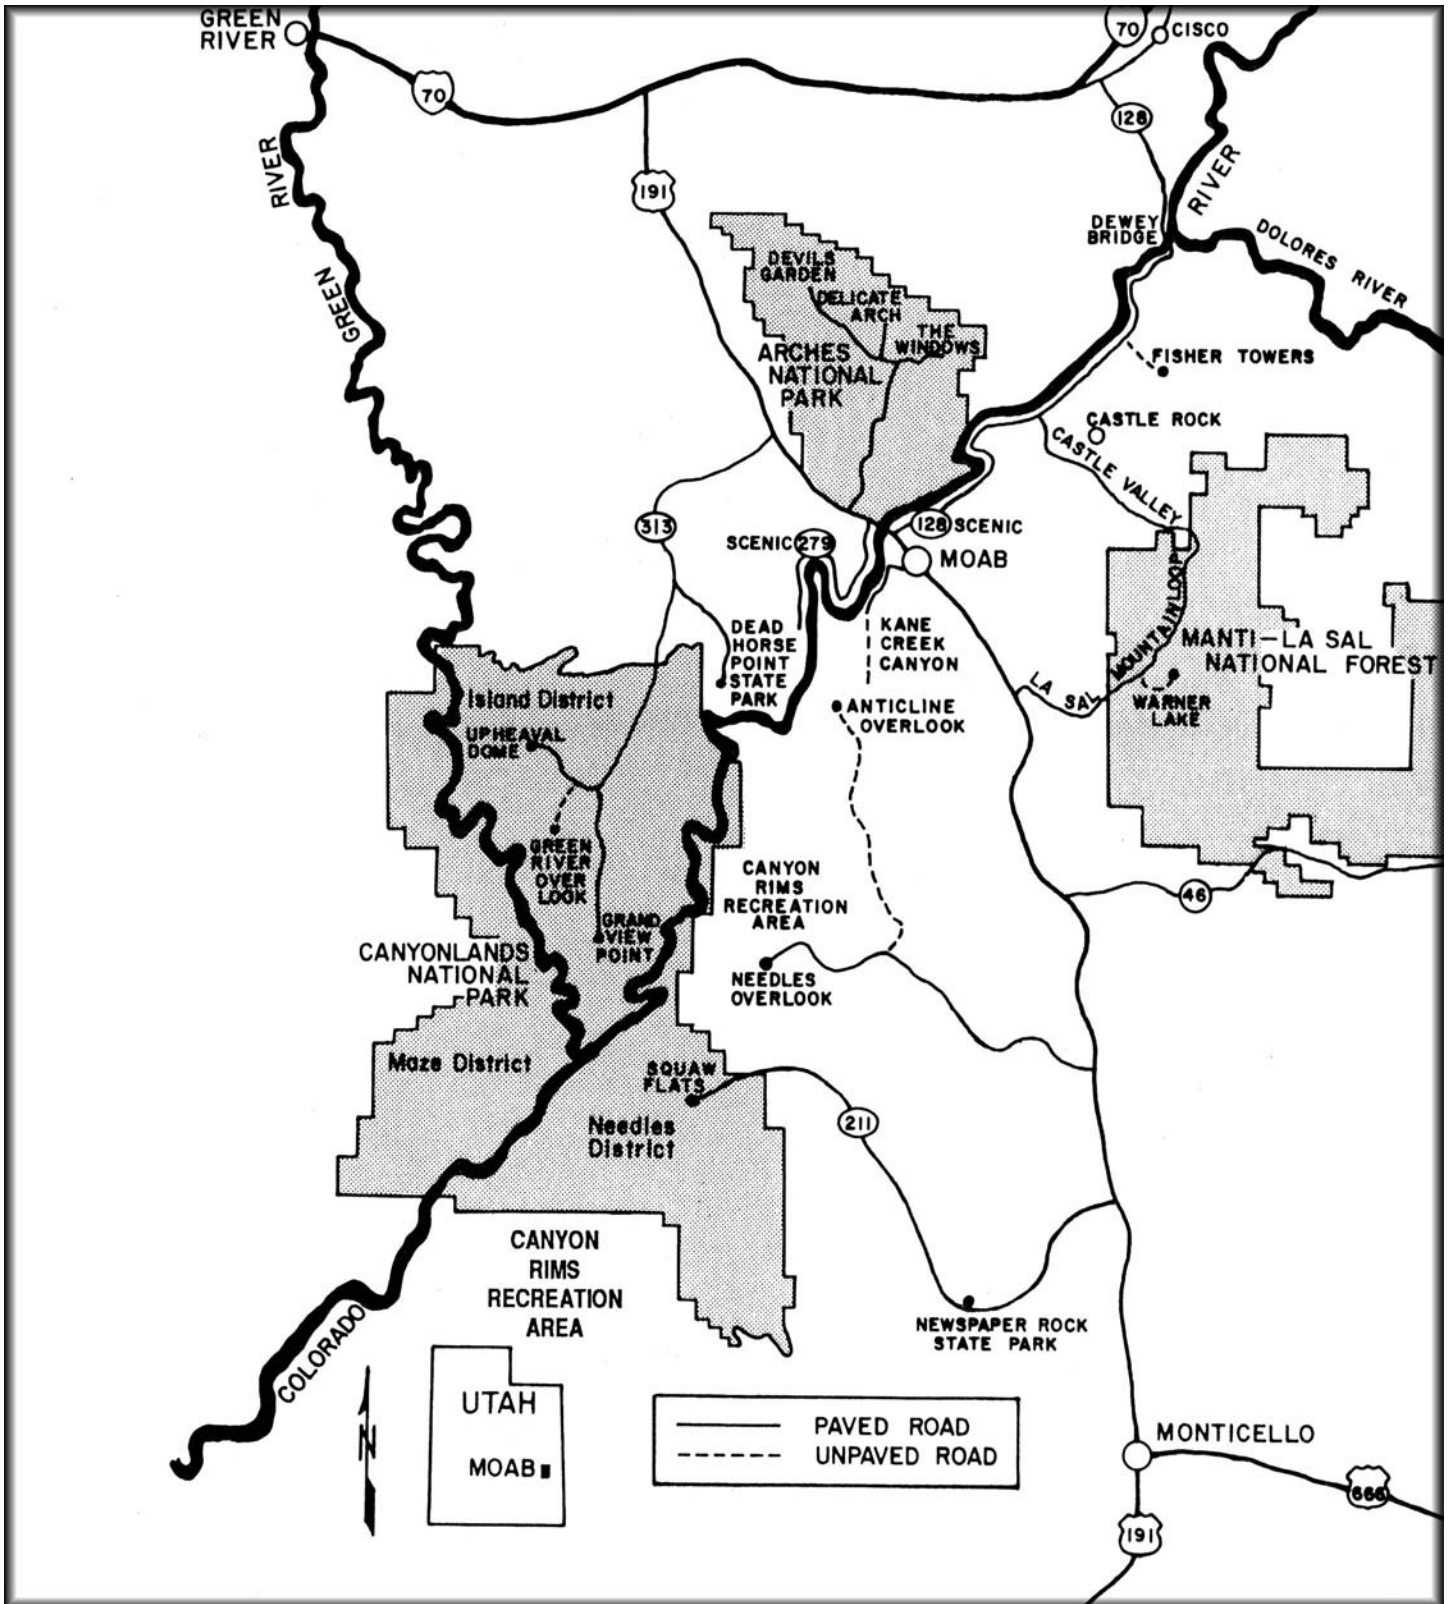 GREEN
RIVER
70
70
CISCO
128
191
RIVER
GREEN
RIVER
DEWEY
BRIDGE
DOLORES RIVER
DEVILS
GARDEN
DELICATE
ARCH
THE
WINDOWS
ARCHES
NATIONAL
PARK
FISHER TOWERS
CASTLE ROCK
CASTLE VALLEY
313
SCENIC 279
128 SCENIC
MOAB
DEAD
HORSE
POINT
STATE
PARK
KANE
CREEK
CANYON
LA SAL MOUNTAIN LOOP
MANTI-LA SAL
NATIONAL FOREST
WARNER
LAKE
ANTICLINE
OVERLOOK
Island District
UPHEAVAL
DOME
GREEN
RIVER
OVER
LOOK
GRAND
VIEW
POINT
CANYON
RIMS
RECREATION
AREA
46
CANYONLANDS
NATIONAL
PARK
NEEDLES
OVERLOOK
Maze District
SQUAW
FLATS
Needles
District
211
CANYON
RIMS
RECREATION
AREA
COLORADO
NEWSPAPER ROCK
STATE PARK
N
UTAH
MOAB
PAVED ROAD
UNPAVED ROAD
MONTICELLO
666
191